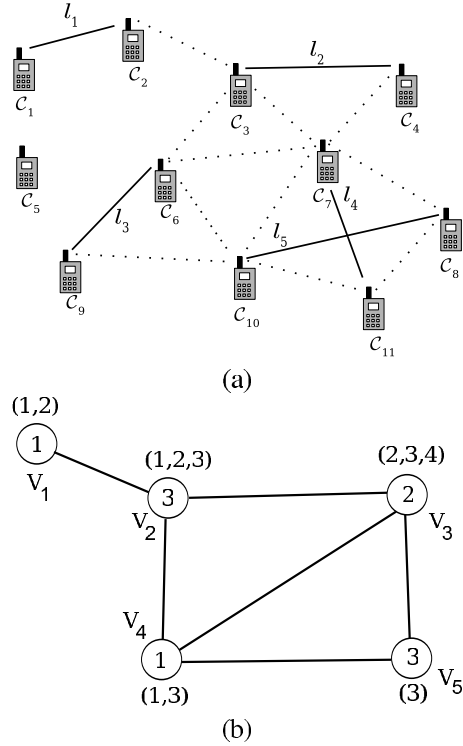 l1
l2
C1
C2
C3
C4
C5
C6
C7
l4
l3
l5
C8
C9
C10
C11
(a)
(1,2)
1
V1
(1,2,3)
3
V2
(2,3,4)
2
V3
V4
1
(1,3)
3
V5
(3)
(b)